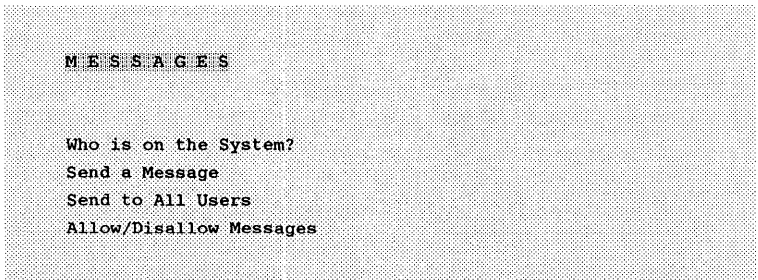 M E S S A G E S
Who is on the System?
Send a Message
Send to All Users
Allow/Disallow Messages